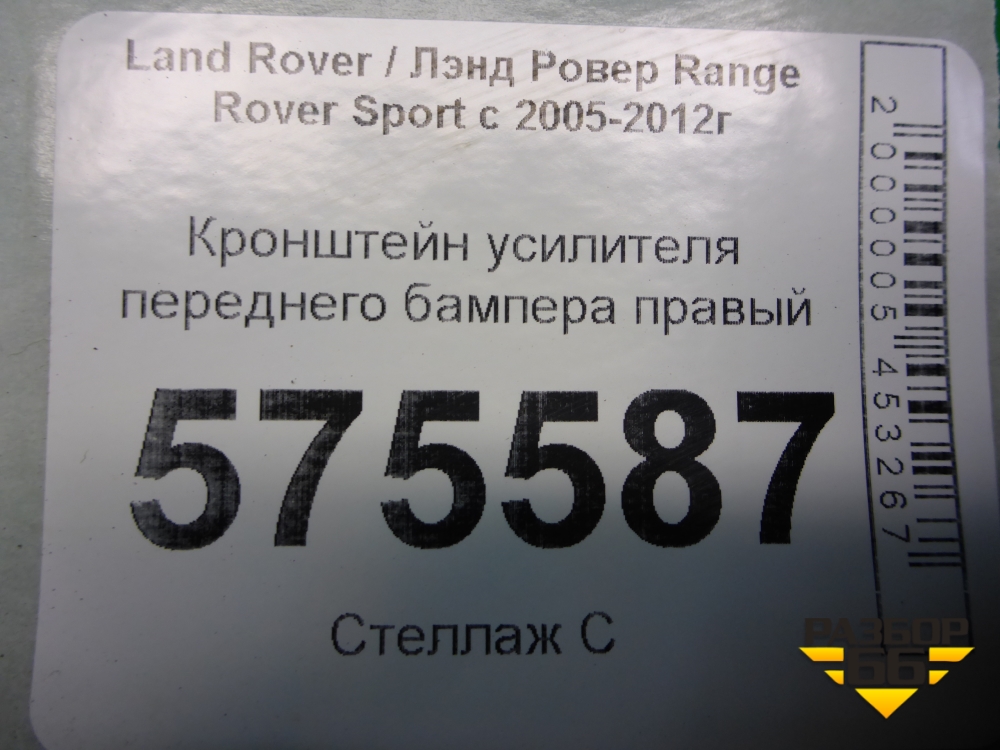 Land Rover / Лэнд Ровер Range
Rover Sport с 2005-2012г
Кронштейн усилителя
переднего бампера правый
575587
Стеллаж С
2000005453267
РАЗБОР
66